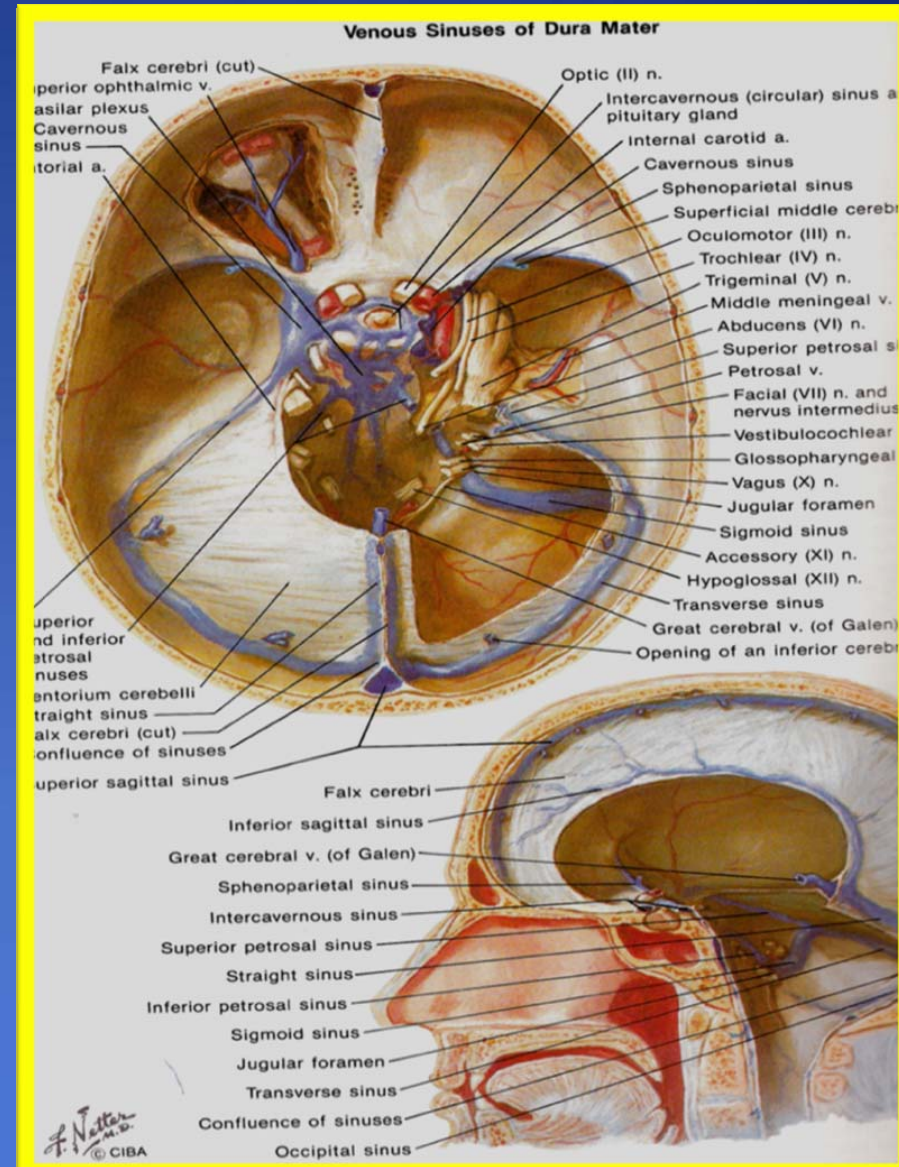 Venous Sinuses of Dura Mater
Falx cerebri (cut)
uperior ophthalmic v.
asilar plexus
Cavernous
sinus
ntorial a.
Optic (II) n.
Intercavernous (circular) sinus a
pituitary gland
Internal carotid a.
Cavernous sinus
Sphenoparietal sinus
Superficial middle cerebr
Oculomotor (III) n.
Trochlear (IV) n.
Trigeminal (V) n.
Middle meningeal v.
Abducens (VI) n.
Superior petrosal si
Petrosal v.
Facial (VII) n. and
nervus intermedius
Vestibulocochlear
Glossopharyngeal
Vagus (X) n.
Jugular foramen
Sigmoid sinus
Accessory (XI) n.
Hypoglossal (XII) n.
Transverse sinus
Great cerebral v. (of Galen)
Opening of an inferior cerebr
uperior
nd inferior
etrosal
inuses
entorium cerebelli
traight sinus
alx cerebri (cut)
onfluence of sinuses
uperior sagittal sinus
Falx cerebri
Inferior sagittal sinus
Great cerebral v. (of Galen)
Sphenoparietal sinus
Intercavernous sinus
Superior petrosal sinus
Straight sinus
Inferior petrosal sinus
Sigmoid sinus
Jugular foramen
Transverse sinus
Confluence of sinuses
Occipital sinus
F. Netter
M.D.
© CIBA